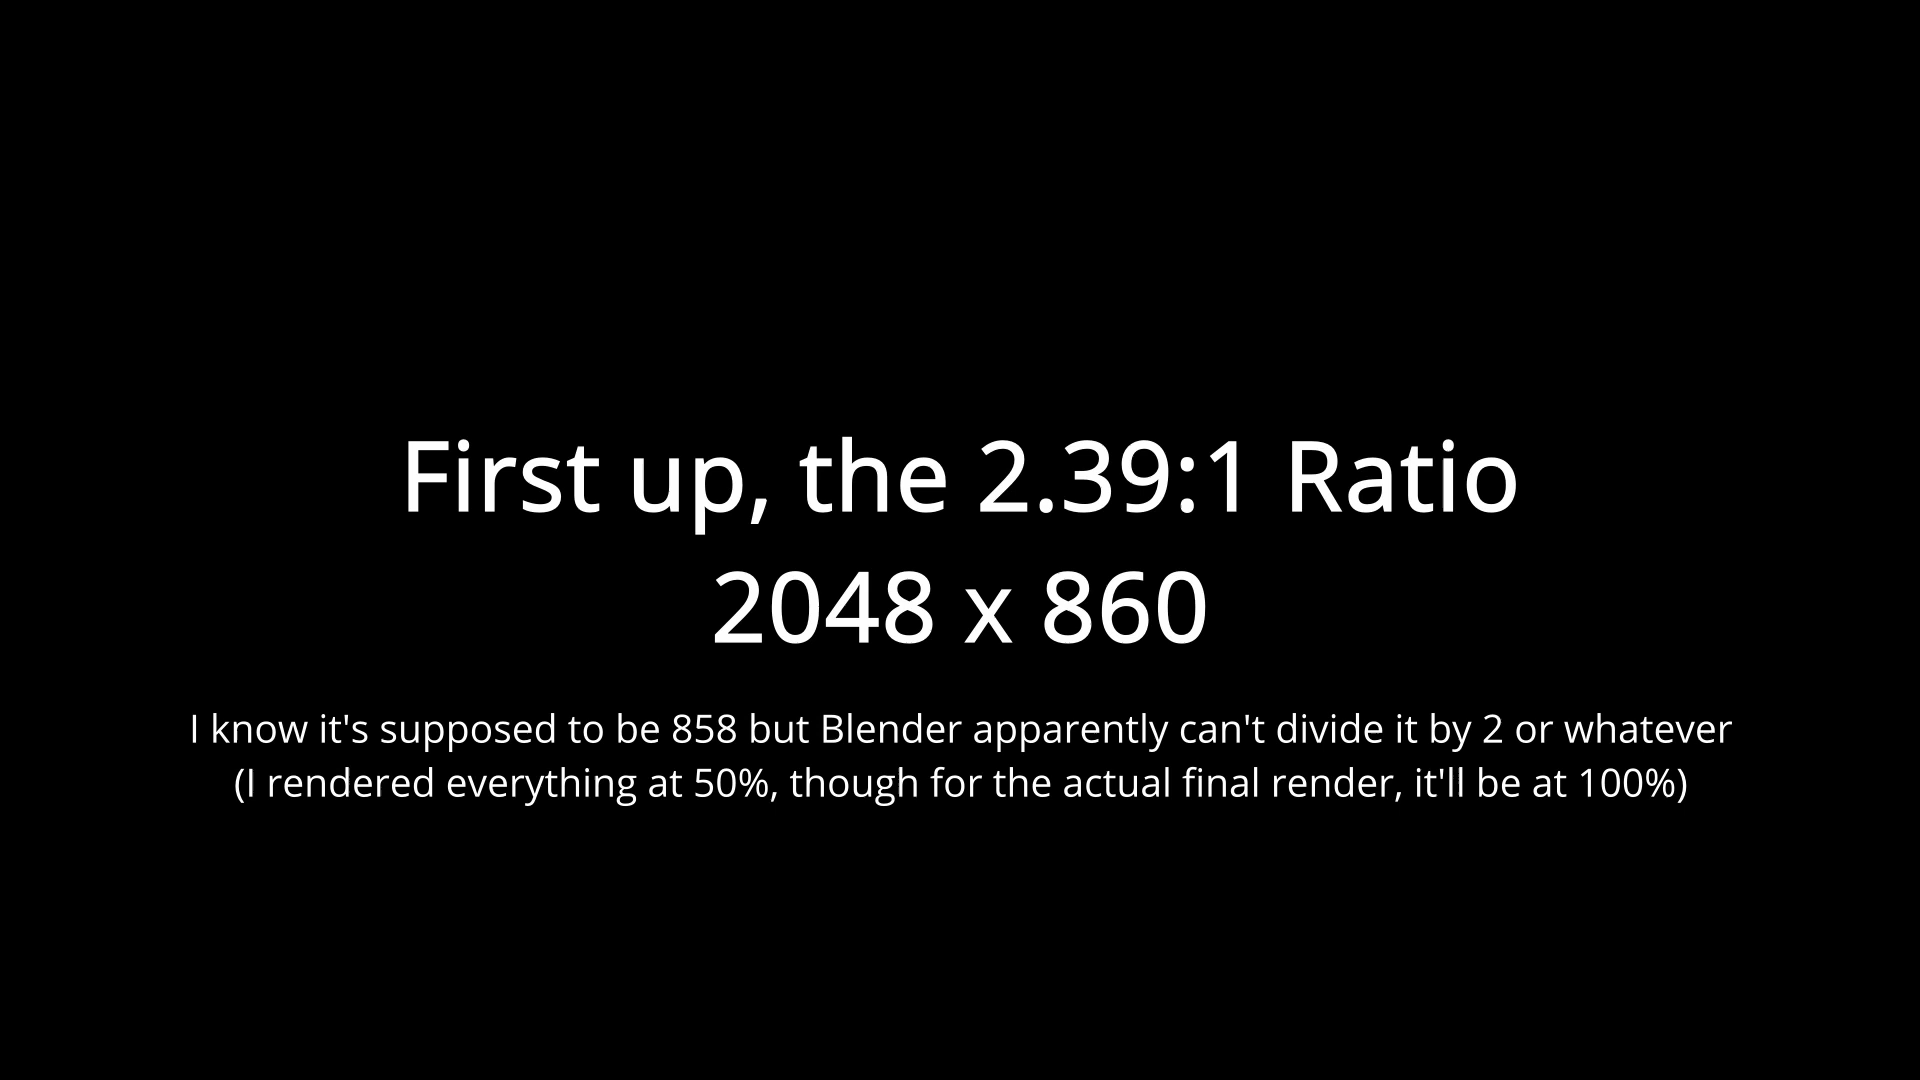 First up, the 2.39:1 Ratio
2048 x 860
I know it's supposed to be 858 but Blender apparently can't divide it by 2 or whatever
(I rendered everything at 50%, though for the actual final render, it'll be at 100%)